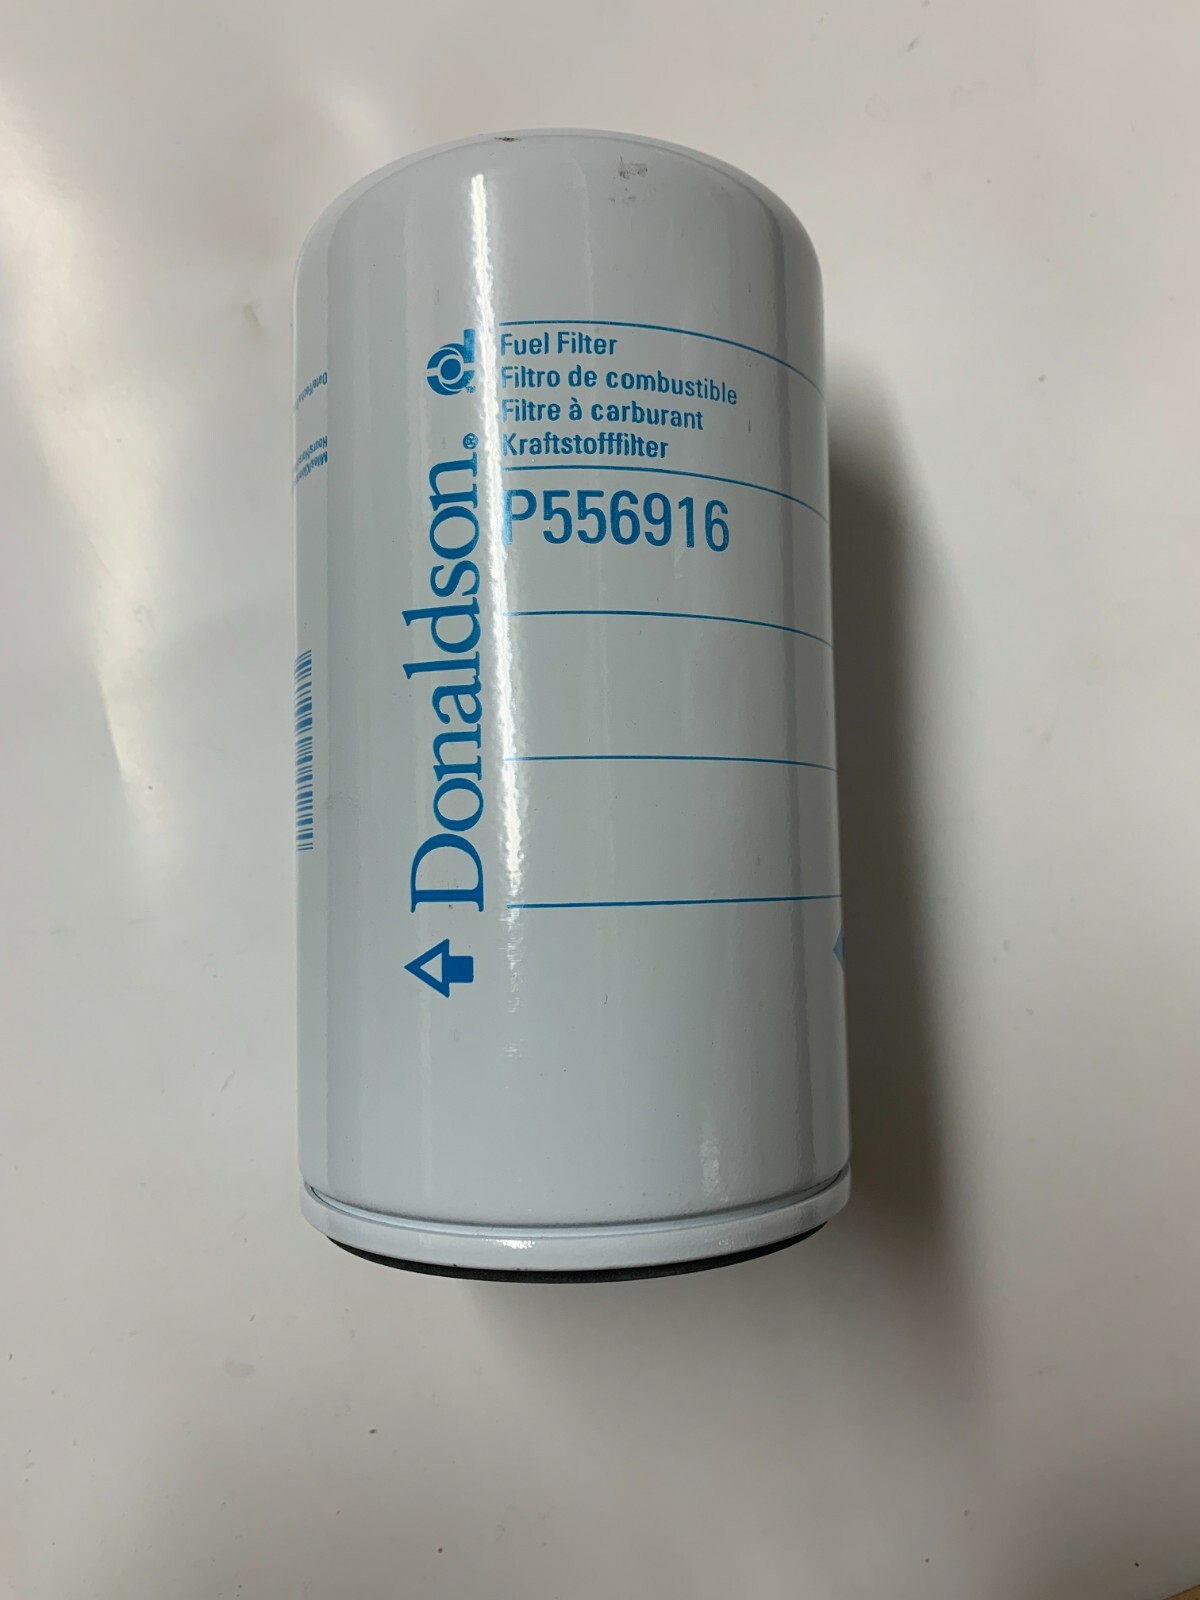 Fuel Filter
Filtro de combustible
Filtre à carburant
Kraftstofffilter
P556916
Donaldson®